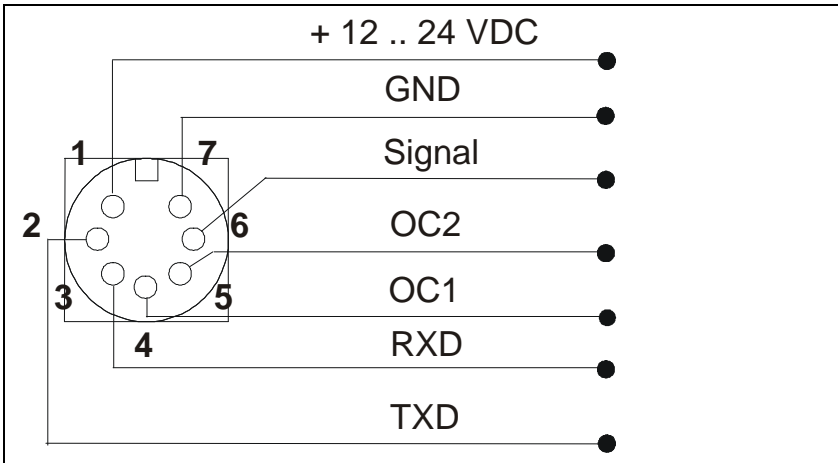 + 12 .. 24 VDC
GND
1 7 Signal
2 6 OC2
3 5 OC1
4 RXD
TXD